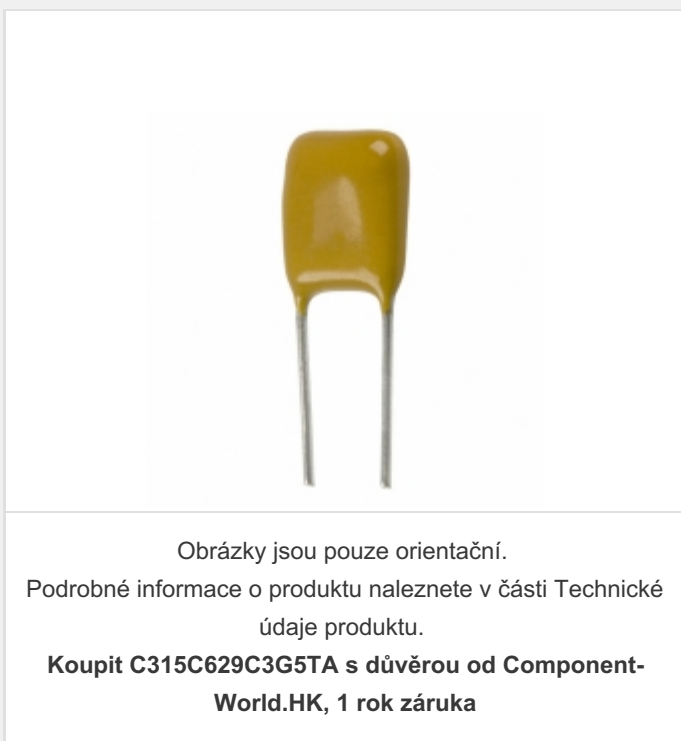 Obrázky jsou pouze orientační.
Podrobné informace o produktu naleznete v části Technické
údaje produktu.
Koupit C315C629C3G5TA s důvěrou od Component-
World.HK, 1 rok záruka